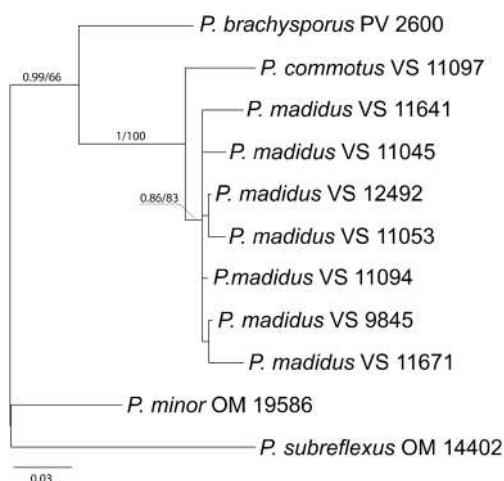 P. brachysporus PV 2600
P. commotus VS 11097
0.99/66
P. madidus VS 11641
1/100
P. madidus VS 11045
P. madidus VS 12492
0.86/83
P. madidus VS 11053
P.madidus VS 11094
P. madidus VS 9845
P. madidus VS 11671
P. minor OM 19586
P. subreflexus OM 14402
0.03